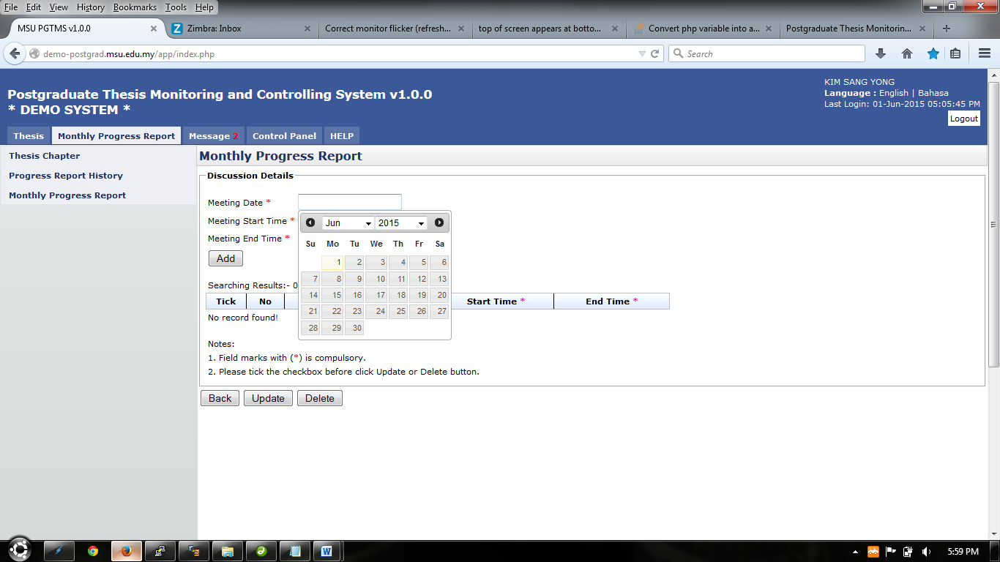 File Edit View History Bookmarks Tools Help
MSU PGTMS v1.0.0
Zimbra: Inbox
Correct monitor flicker (refresh...
top of screen appears at botto...
Convert php variable into a...
Postgraduate Thesis Monitorin...
demo-postgrad.msu.edu.my/app/index.php
Search
Postgraduate Thesis Monitoring and Controlling System v1.0.0
* DEMO SYSTEM *
KIM SANG YONG
Language : English | Bahasa
Last Login: 01-Jun-2015 05:05:45 PM
Logout
Thesis
Monthly Progress Report
Message 2
Control Panel
HELP
Thesis Chapter
Progress Report History
Monthly Progress Report
Monthly Progress Report
Discussion Details
Meeting Date *
Meeting Start Time *
Meeting End Time *
Add
Jun 2015
Su Mo Tu We Th Fr Sa
1 2 3 4 5 6
7 8 9 10 11 12 13
14 15 16 17 18 19 20
21 22 23 24 25 26 27
28 29 30
Searching Results:- 0
Tick No Start Time * End Time *
No record found!
Notes:
1. Field marks with (*) is compulsory.
2. Please tick the checkbox before click Update or Delete button.
Back Update Delete
5:59 PM